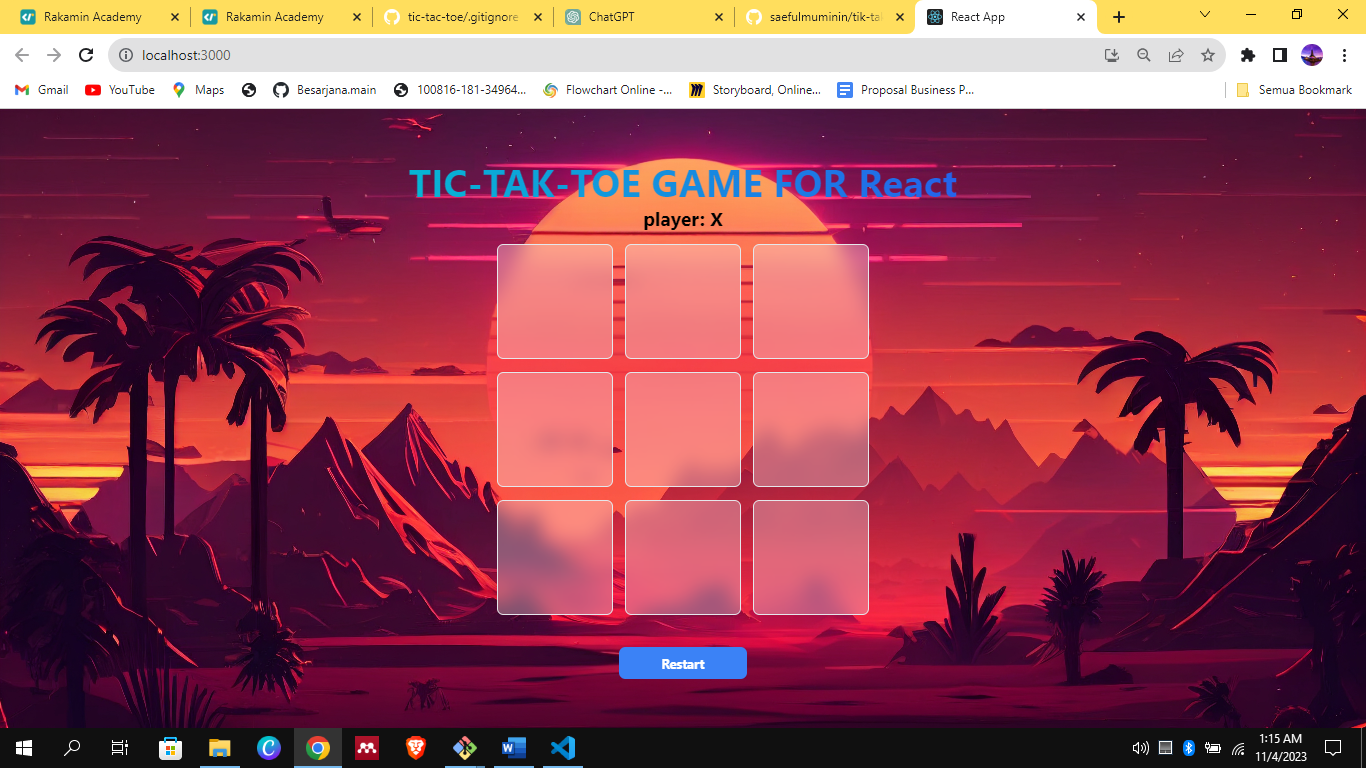 Rakamin Academy
Rakamin Academy
tic-tac-toe/.gitignore
ChatGPT
saefulmuminin/tik-ta
React App
localhost:3000
Gmail
YouTube
Maps
Besarjana.main
100816-181-34964...
Flowchart Online -...
Storyboard, Online...
Proposal Business P...
Semua Bookmark
TIC-TAK-TOE GAME FOR React
player: X
Restart
1:15 AM
11/4/2023